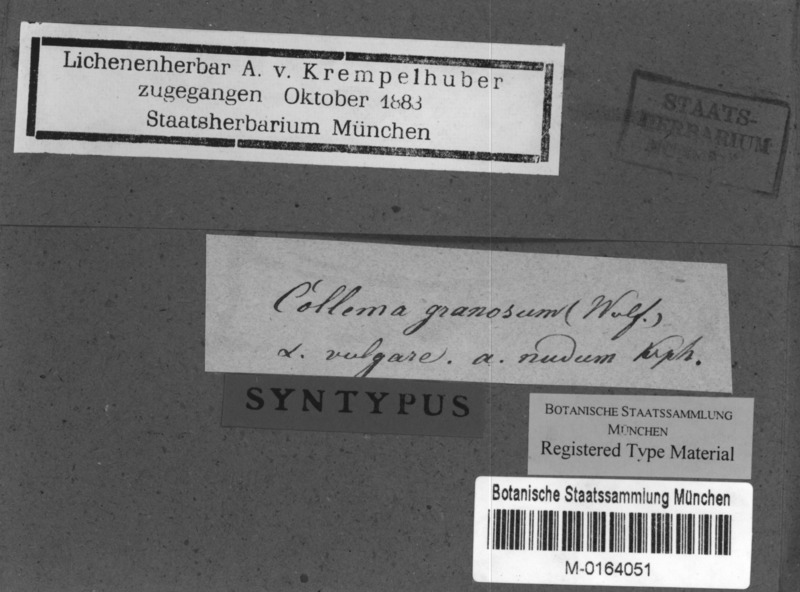 Lichenenherbar A. v. Krempelhuber
zugegangen Oktober 1883
Staatsherbarium München
STAATS-
HERBARIUM
Collema granosum (Wulf.)
α. vulgare. a. nudum Krph.
SYNTYPUS
BOTANISCHE STAATSSAMMLUNG
MÜNCHEN
Registered Type Material
Botanische Staatssammlung München
M-0164051